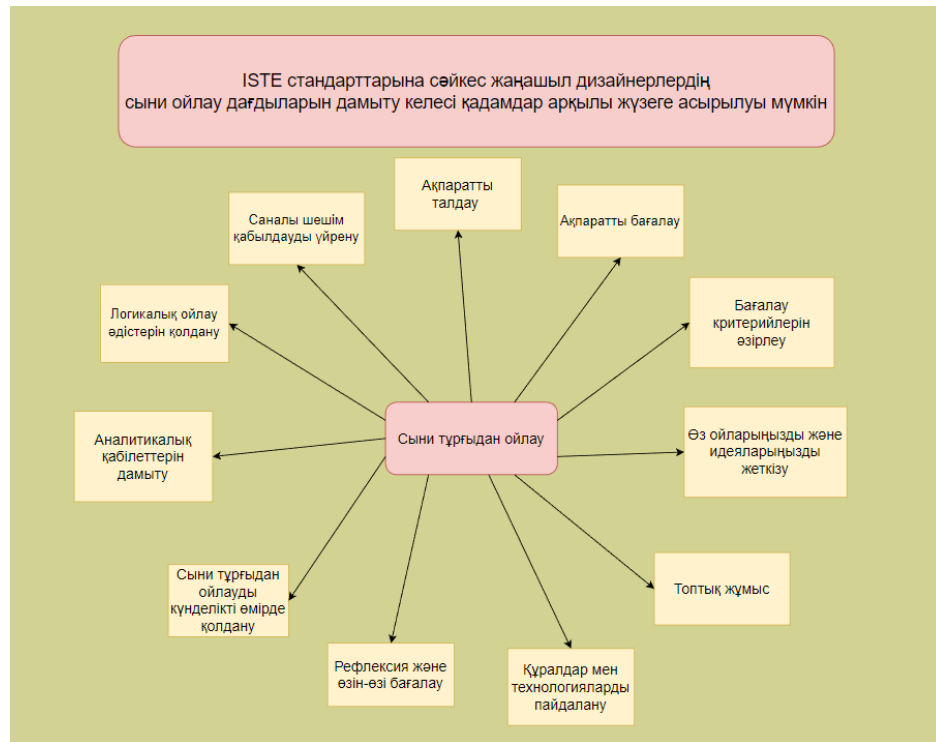 ISTE стандарттарына сәйкес жаңашыл дизайнерлердің
сыни ойлау дағдыларын дамыту келесі қадамдар арқылы жүзеге асырылуы мүмкін
Ақпаратты
талдау
Ақпаратты бағалау
Бағалау
критерийлерін
әзірлеу
Өз ойларыңызды және
идеяларыңызды
жеткізу
Топтық жұмыс
Құралдар мен
технологияларды
пайдалану
Рефлексия және
өзін-өзі бағалау
Сыни тұрғыдан
ойлауды
күнделікті өмірде
қолдану
Аналитикалық
қабілеттерін
дамыту
Логикалық ойлау
әдістерін қолдану
Саналы шешім
қабылдауды үйрену
Сыни тұрғыдан ойлау